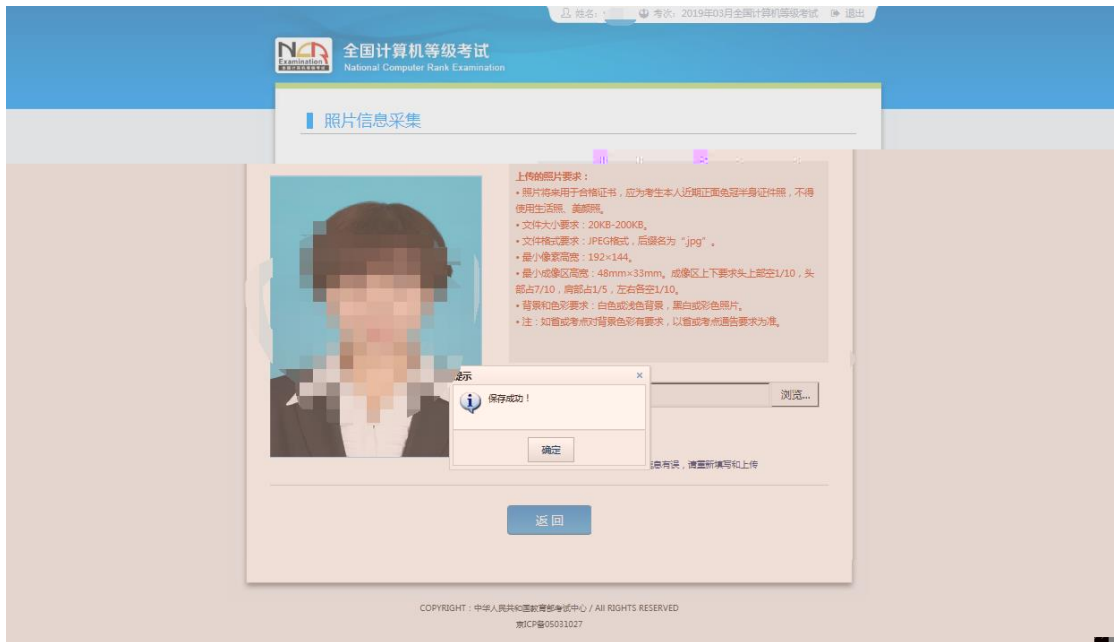 姓名:
考次: 2019年03月全国计算机等级考试
退出
NCR
Examination
全国计算机等级考试
National Computer Rank Examination
照片信息采集
上传的照片要求：
• 照片将来用于合格证书，应为考生本人近期正面免冠半身证件照，不得
使用生活照、美颜照。
• 文件大小要求：20KB-200KB。
• 文件格式要求：JPEG格式，后缀名为“.jpg”。
• 最小像素高宽：192×144。
• 最小成像区高宽：48mm×33mm。成像区上下要求头上部空1/10，头
部占7/10，肩部占1/5，左右各空1/10。
• 背景和色彩要求：白色或浅色背景，黑白或彩色照片。
• 注：如省或考点对背景色彩有要求，以省或考点通告要求为准。
提示
×
保存成功！
确定
浏览...
息有误，请重新填写和上传
返回
COPYRIGHT：中华人民共和国教育部考试中心 / All RIGHTS RESERVED
京ICP备05031027